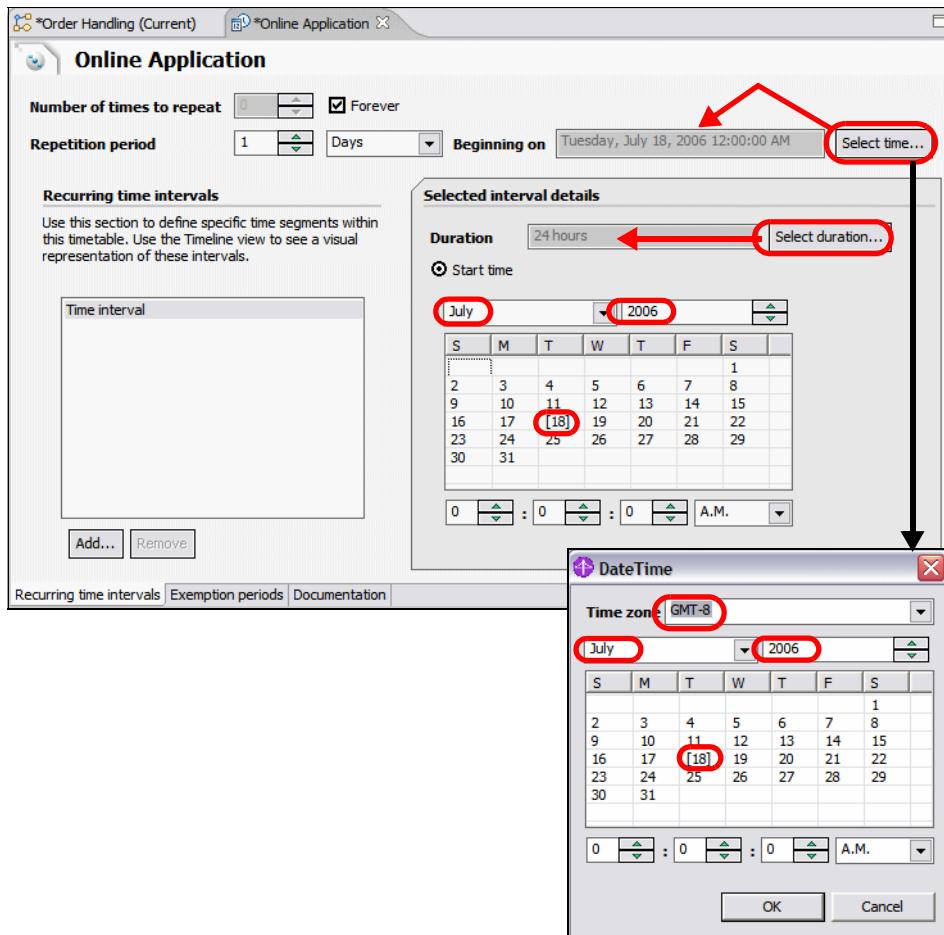 *Order Handling (Current) *Online Application
Online Application
Number of times to repeat 0 Forever
Repetition period 1 Days Beginning on Tuesday, July 18, 2006 12:00:00 AM Select time...
Recurring time intervals
Use this section to define specific time segments within
this timetable. Use the Timeline view to see a visual
representation of these intervals.
Time interval
Add... Remove
Selected interval details
Duration 24 hours Select duration...
Start time
July 2006
S M T W T F S
1
2 3 4 5 6 7 8
9 10 11 12 13 14 15
16 17 [18] 19 20 21 22
23 24 25 26 27 28 29
30 31
0 : 0 : 0 A.M.
Recurring time intervals Exemption periods Documentation
DateTime
Time zone GMT-8
July 2006
S M T W T F S
1
2 3 4 5 6 7 8
9 10 11 12 13 14 15
16 17 [18] 19 20 21 22
23 24 25 26 27 28 29
30 31
0 : 0 : 0 A.M.
OK Cancel